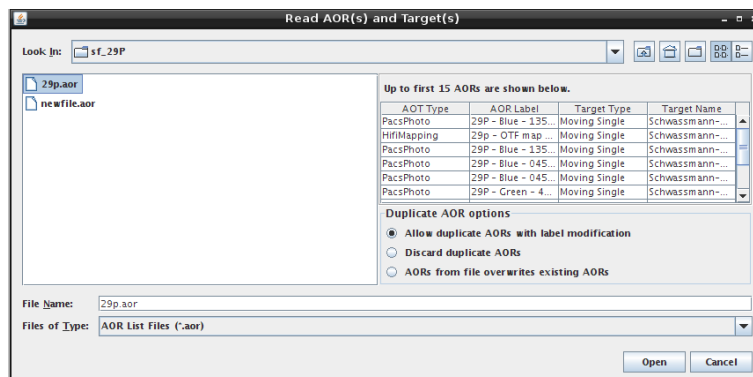 Read AOR(s) and Target(s)
Look In: sf_29P
29p.aor
newfile.aor
Up to first 15 AORs are shown below.
AOT Type AOR Label Target Type Target Name
PacsPhoto 29P - Blue - 135... Moving Single Schwassmann-...
HifiMapping 29p - OTF map ... Moving Single Schwassmann-...
PacsPhoto 29P - Blue - 135... Moving Single Schwassmann-...
PacsPhoto 29P - Blue - 045... Moving Single Schwassmann-...
PacsPhoto 29P - Blue - 045... Moving Single Schwassmann-...
PacsPhoto 29P - Green - 4... Moving Single Schwassmann-...
Duplicate AOR options
Allow duplicate AORs with label modification
Discard duplicate AORs
AORs from file overwrites existing AORs
File Name: 29p.aor
Files of Type: AOR List Files (*.aor)
Open Cancel